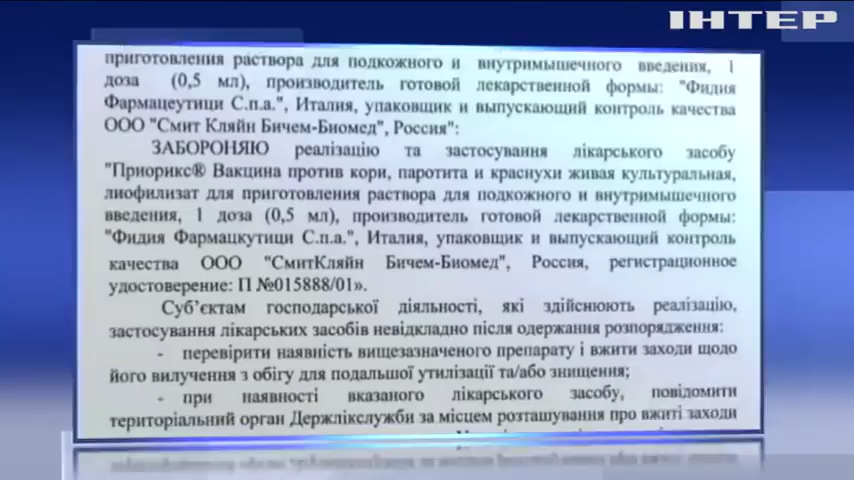 ІНТЕР
приготовления раствора для подкожного и внутримышечного введения, 1
доза (0,5 мл), производитель готовой лекарственной формы: "Фидия
Фармацеутици С.п.а.", Италия, упаковщик и выпускающий контроль качества
ООО "Смит Кляйн Бичем-Биомед", Россия":
ЗАБОРОНЯЮ реалізацію та застосування лікарського засобу
"Приорикс® Вакцина против кори, паротита и краснухи живая культуральная,
лиофилизат для приготовления раствора для подкожного и внутримышечного
введения, 1 доза (0,5 мл), производитель готовой лекарственной формы:
"Фидия Фармацкутици С.п.а.", Италия, упаковщик и выпускающий контроль
качества ООО "СмитКляйн Бичем-Биомед", Россия, регистрационное
удостоверение: П №015888/01».
Суб’єктам господарської діяльності, які здійснюють реалізацію,
застосування лікарських засобів невідкладно після одержання розпорядження:
- перевірити наявність вищезазначеного препарату і вжити заходи щодо
його вилучення з обігу для подальшої утилізації та/або знищення;
- при наявності вказаного лікарського засобу, повідомити
територіальний орган Держлікслужби за місцем розташування про вжиті заходи